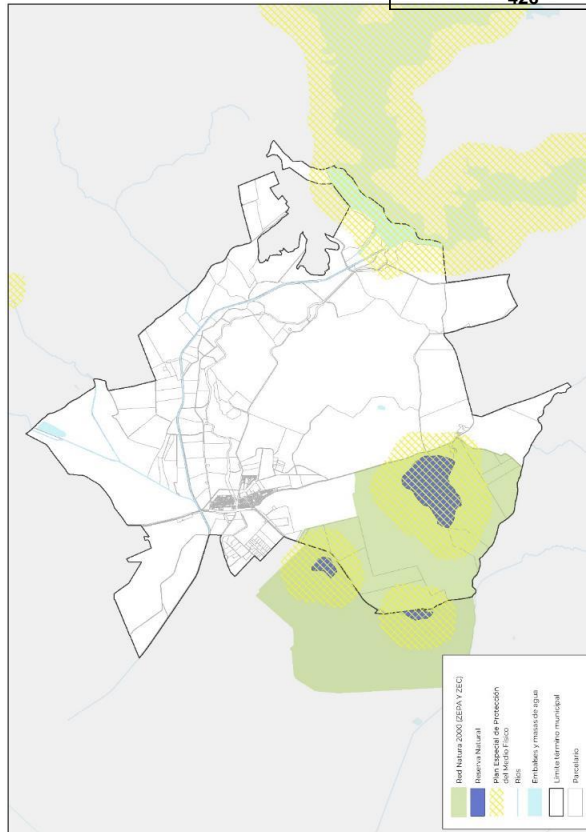 426
Red Natura 2000 (ZEPA Y ZEC)
Reserva Natural
Plan Especial de Protección
del Medio Físico
Ríos
Embalses y masas de agua
Límite término municipal
Parcelario